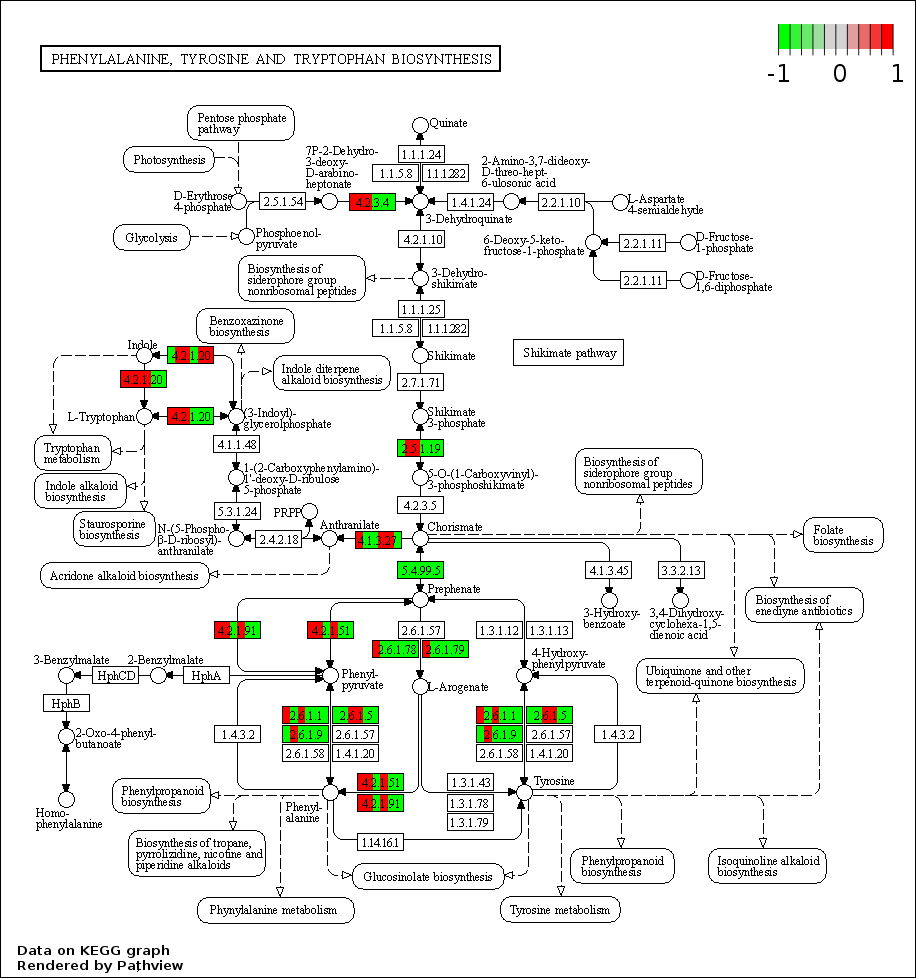 PHENYLALANINE, TYROSINE AND TRYPTOPHAN BIOSYNTHESIS
-1
0
1
Pentose phosphate
pathway
Photosynthesis
D-Erythrose
4-phosphate
2.5.1.54
7P-2-Dehydro-
3-deoxy-
D-arabino-
heptonate
4.2.3.4
Quinate
1.1.1.24
1.1.5.8
1.1.1.282
2-Amino-3,7-dideoxy-
D-threo-hept-
6-ulosonic acid
1.4.1.24
2.2.1.10
L-Aspartate
4-semialdehyde
3-Dehydroquinate
Glycolysis
Phosphoenol-
pyruvate
4.2.1.10
6-Deoxy-5-keto-
fructose-1-phosphate
2.2.1.11
D-Fructose-
1-phosphate
2.2.1.11
D-Fructose-
1,6-diphosphate
Biosynthesis of
siderophore group
nonribosomal peptides
3-Dehydro-
shikimate
1.1.1.25
1.1.5.8
1.1.1.282
Benzoxazinone
biosynthesis
Shikimate
Shikimate pathway
Indole
4.2.1.20
4.2.1.20
Indole diterpene
alkaloid biosynthesis
2.7.1.71
L-Tryptophan
4.2.1.20
(3-Indoyl)-
glycerolphosphate
Shikimate
3-phosphate
Tryptophan
metabolism
4.1.1.48
2.5.1.19
Indole alkaloid
biosynthesis
1-(2-Carboxyphenylamino)-
1'-deoxy-D-ribulose
5-phosphate
5-O-(1-Carboxyvinyl)-
3-phosphoshikimate
Biosynthesis of
siderophore group
nonribosomal peptides
Staurosporine
biosynthesis
5.3.1.24
PRPP
4.2.3.5
N-(5-Phospho-
β-D-ribosyl)-
anthranilate
2.4.2.18
Anthranilate
4.1.3.27
Chorismate
Folate
biosynthesis
Acridone alkaloid biosynthesis
5.4.99.5
4.1.3.45
3.3.2.13
Prephenate
3-Hydroxy-
benzoate
3,4-Dihydroxy-
cyclohexa-1,5-
dienoic acid
Biosynthesis of
enediyne antibiotics
4.2.1.91
4.2.1.51
2.6.1.57
1.3.1.12
1.3.1.13
2.6.1.78
2.6.1.79
3-Benzylmalate
2-Benzylmalate
HphCD
HphA
Phenyl-
pyruvate
L-Arogenate
4-Hydroxy-
phenylpyruvate
Ubiquinone and other
terpenoid-quinone biosynthesis
HphB
2-Oxo-4-phenyl-
butanoate
1.4.3.2
2.6.1.1
2.6.1.5
2.6.1.9
2.6.1.57
2.6.1.58
1.4.1.20
2.6.1.1
2.6.1.5
2.6.1.9
2.6.1.57
2.6.1.58
1.4.1.20
1.4.3.2
Homo-
phenylalanine
Phenylpropanoid
biosynthesis
Phenyl-
alanine
4.2.1.51
4.2.1.91
1.3.1.43
1.3.1.78
1.3.1.79
Tyrosine
1.14.16.1
Biosynthesis of tropane,
pyrrolizidine, nicotine and
piperidine alkaloids
Glucosinolate biosynthesis
Phenylpropanoid
biosynthesis
Isoquinoline alkaloid
biosynthesis
Phynylalanine metabolism
Tyrosine metabolism
Data on KEGG graph
Rendered by Pathview